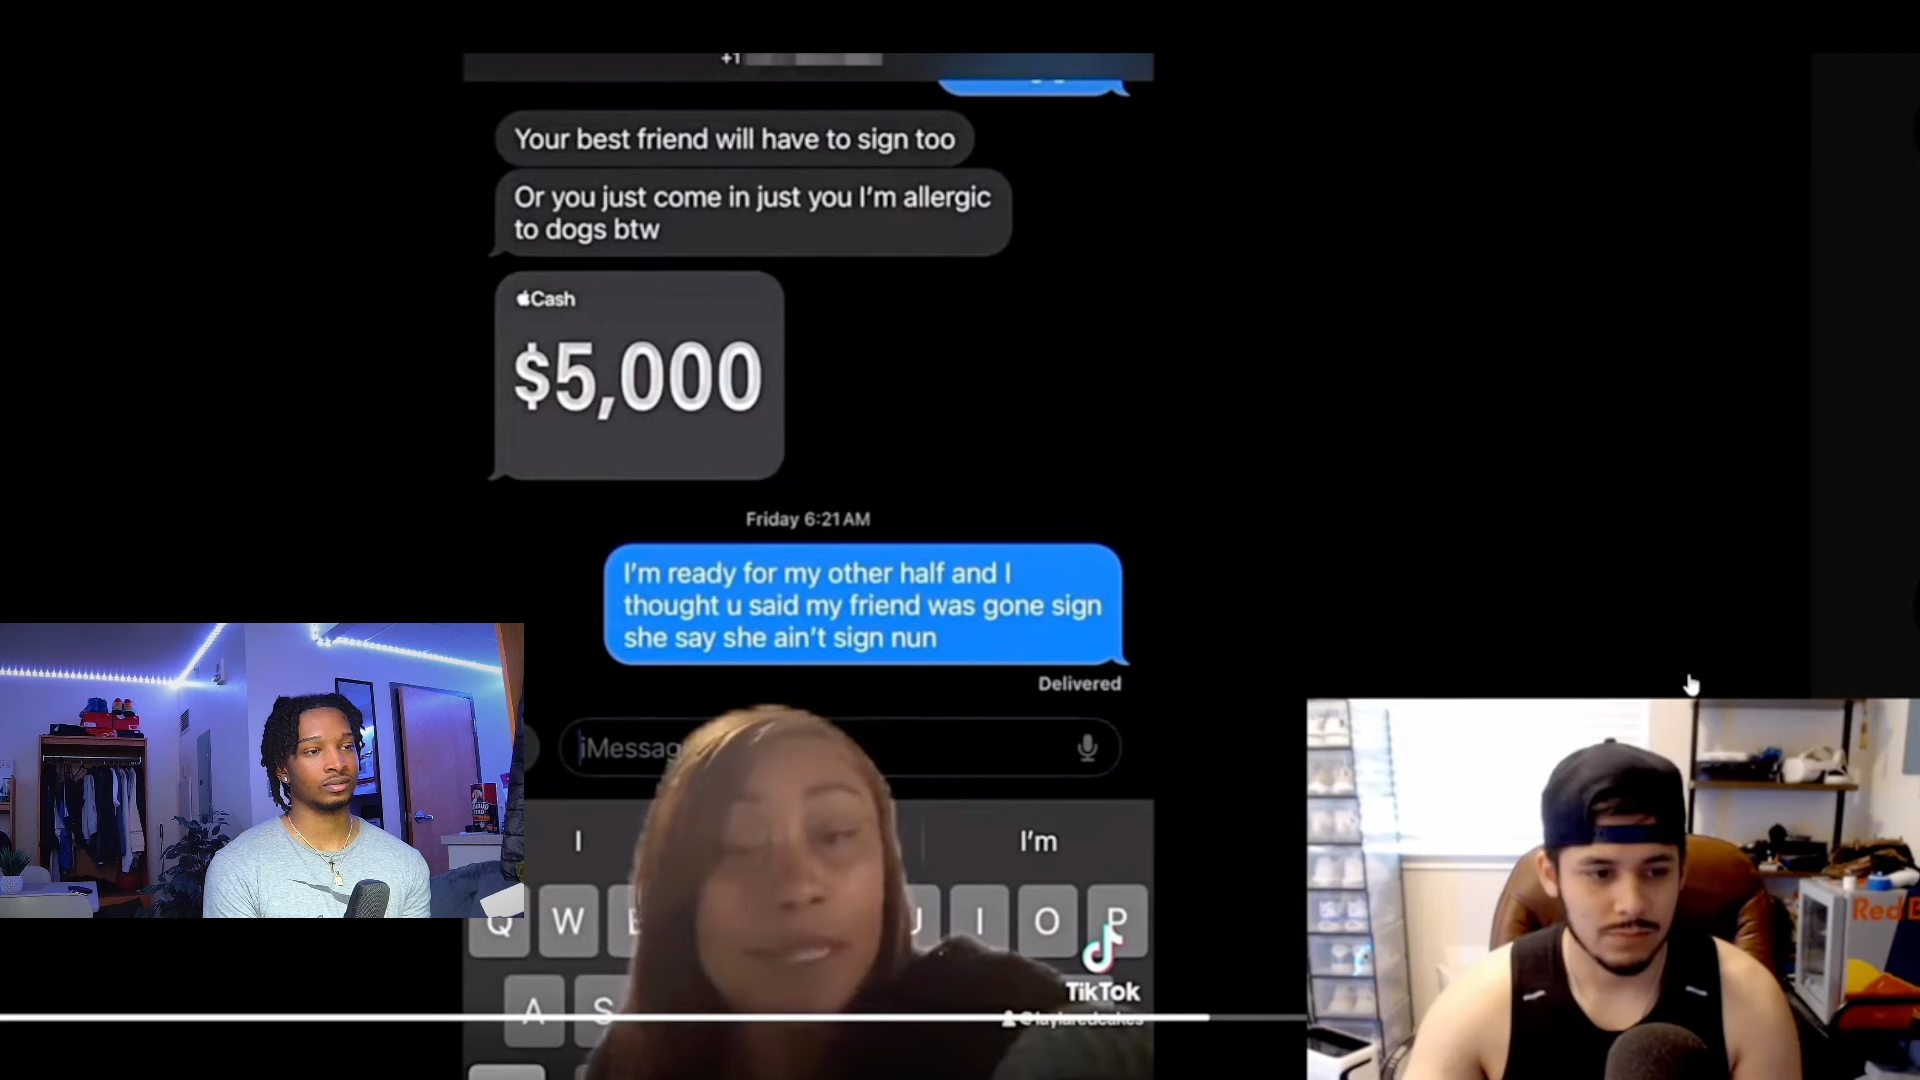 +1
Your best friend will have to sign too
Or you just come in just you I'm allergic
to dogs btw
Cash
$5,000
Friday 6:21 AM
I'm ready for my other half and I
thought u said my friend was gone sign
she say she ain't sign nun
Delivered
iMessag
I
I'm
Q W E U I O P
A S
TikTok
@laylaredcakes
Red B